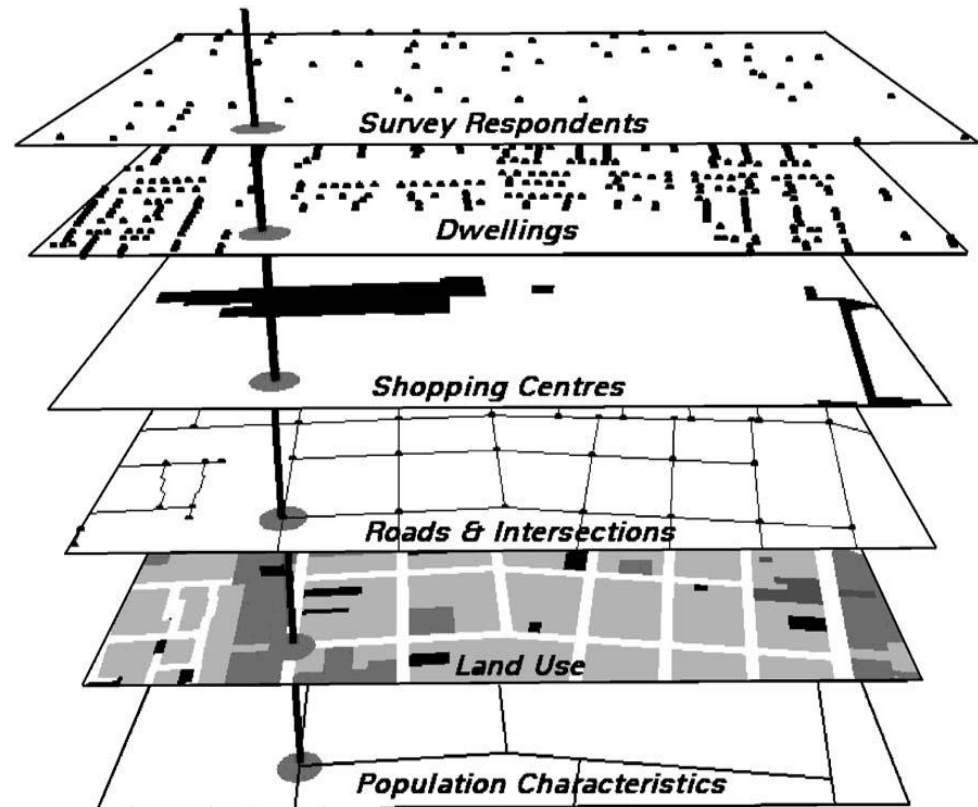 Survey Respondents
Dwellings
Shopping Centres
Roads & Intersections
Land Use
Population Characteristics